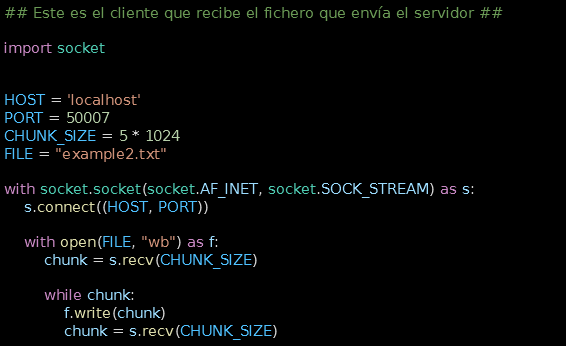 ## Este es el cliente que recibe el fichero que envía el servidor ##
import socket
HOST = 'localhost'
PORT = 50007
CHUNK_SIZE = 5 * 1024
FILE = "example2.txt"
with socket.socket(socket.AF_INET, socket.SOCK_STREAM) as s:
    s.connect((HOST, PORT))
    with open(FILE, "wb") as f:
        chunk = s.recv(CHUNK_SIZE)
        while chunk:
            f.write(chunk)
            chunk = s.recv(CHUNK_SIZE)